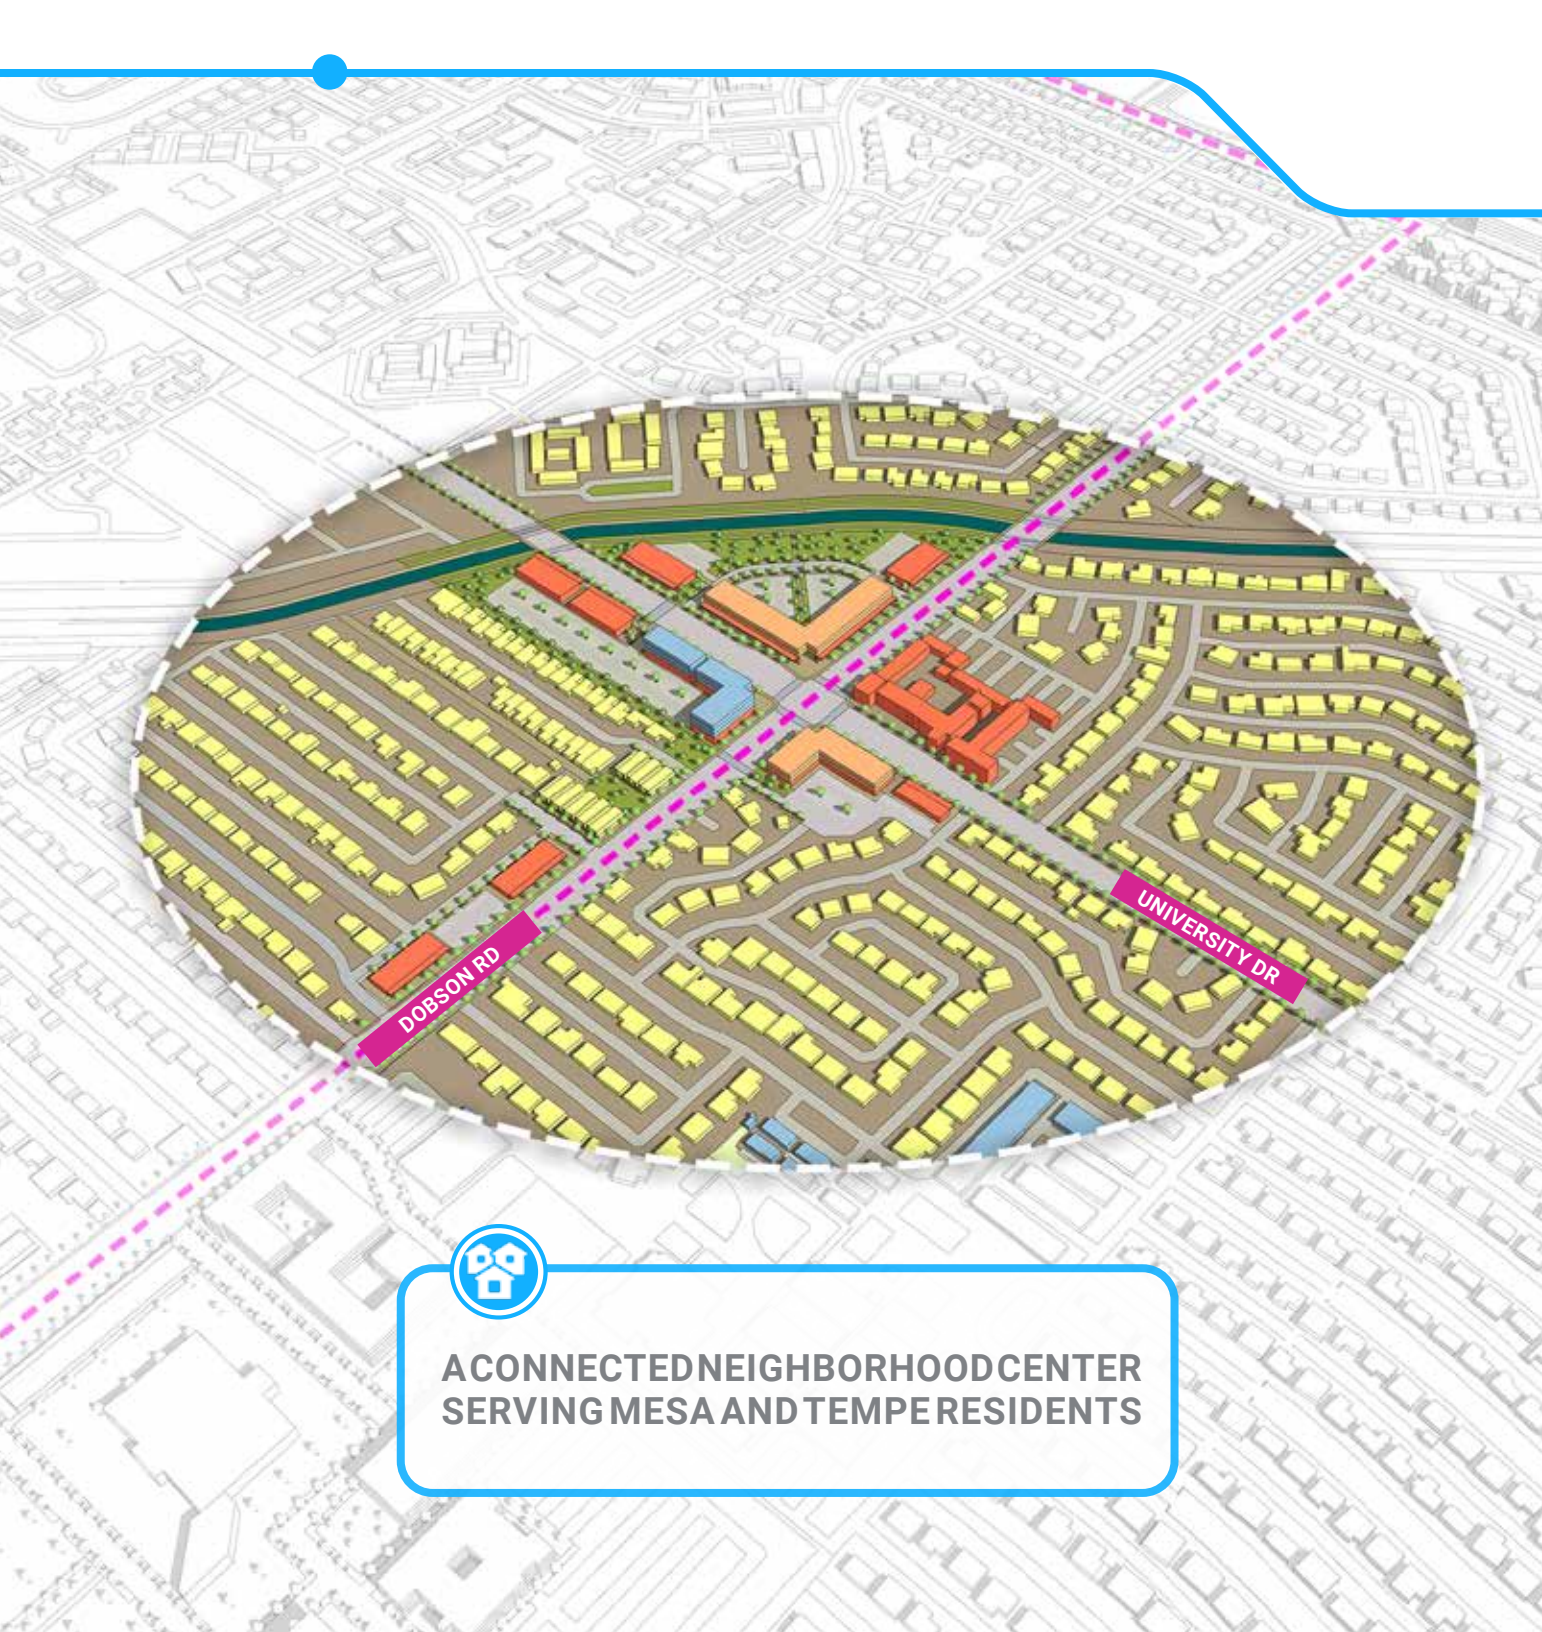 DOBSON RD
UNIVERSITY DR
A CONNECTED NEIGHBORHOOD CENTER
SERVING MESA AND TEMPE RESIDENTS